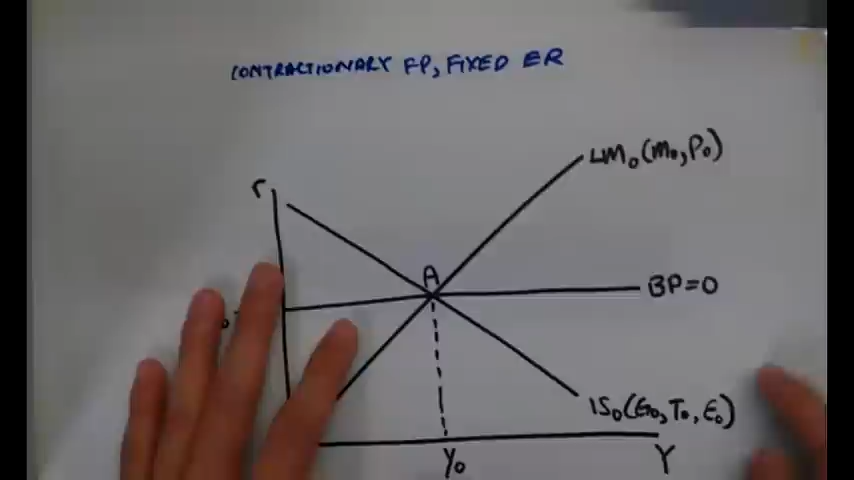 CONTRACTIONARY FP, FIXED ER
LM₀(M₀,P₀)
r
A
BP=0
IS₀(G₀,T₀,E₀)
Y₀
Y